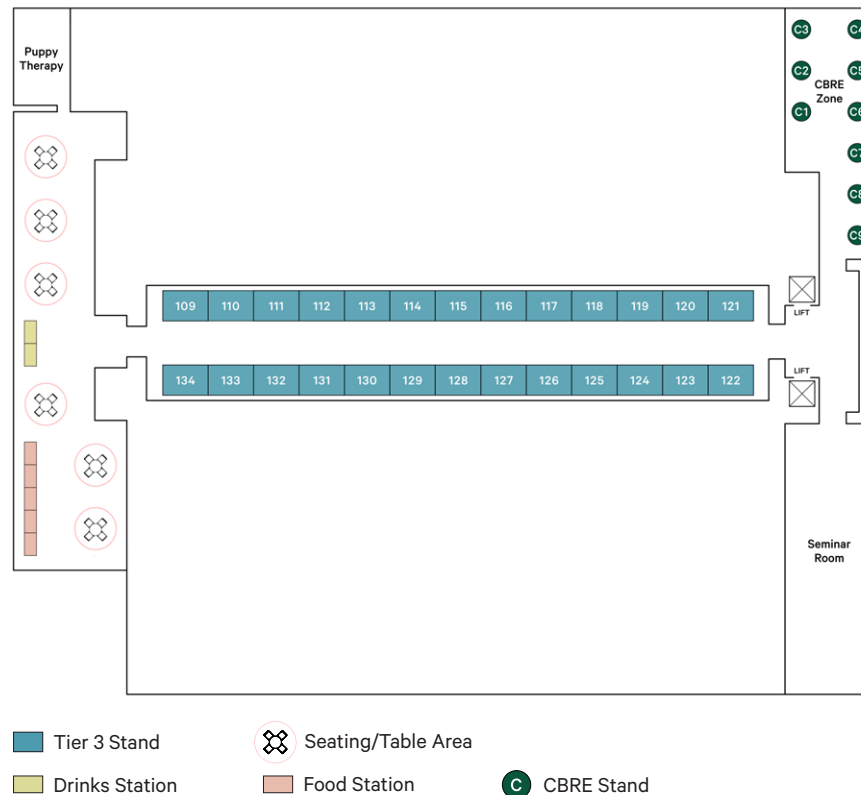 Puppy
Therapy
C3
C4
C2
C5
CBRE
Zone
C1
C6
C7
C8
C9
109 110 111 112 113 114 115 116 117 118 119 120 121
LIFT
134 133 132 131 130 129 128 127 126 125 124 123 122
LIFT
Seminar
Room
Tier 3 Stand
Seating/Table Area
Drinks Station
Food Station
C CBRE Stand